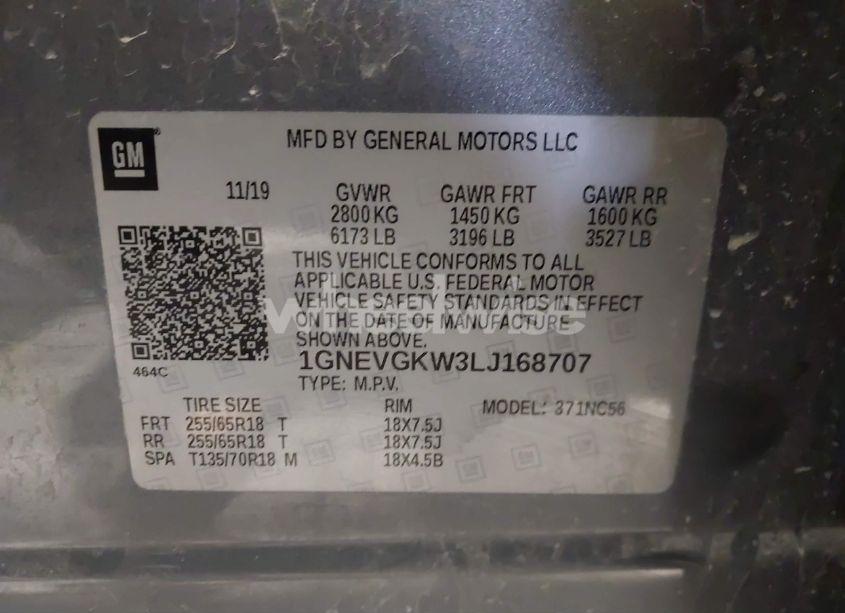 GM
MFD BY GENERAL MOTORS LLC
11/19 GVWR GAWR FRT GAWR RR
2800 KG 1450 KG 1600 KG
6173 LB 3196 LB 3527 LB
THIS VEHICLE CONFORMS TO ALL
APPLICABLE U.S. FEDERAL MOTOR
VEHICLE SAFETY STANDARDS IN EFFECT
ON THE DATE OF MANUFACTURE
SHOWN ABOVE.
464C
1GNEVGKW3LJ168707
TYPE: M.P.V.
TIRE SIZE RIM MODEL: 371NC56
FRT 255/65R18 T 18X7.5J
RR 255/65R18 T 18X7.5J
SPA T135/70R18 M 18X4.5B